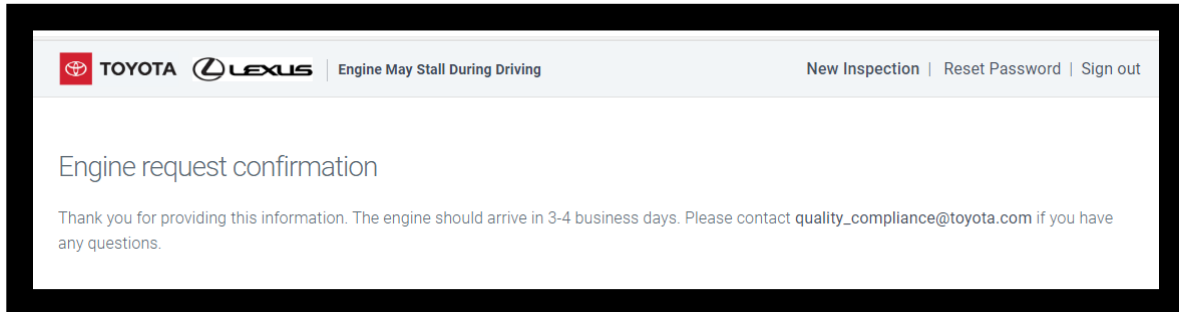 TOYOTA LEXUS Engine May Stall During Driving New Inspection | Reset Password | Sign out
Engine request confirmation
Thank you for providing this information. The engine should arrive in 3-4 business days. Please contact quality_compliance@toyota.com if you have
any questions.